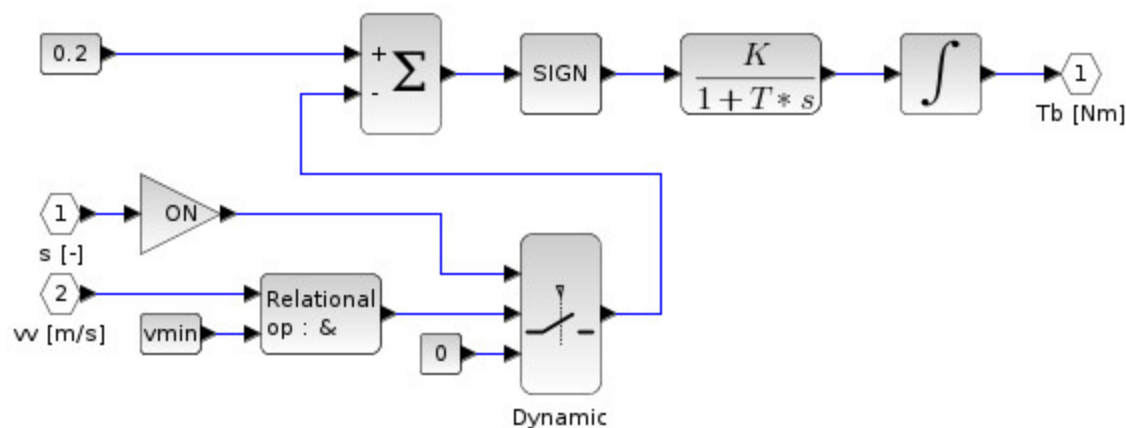 0.2
+
-
Σ
SIGN
K
1 + T * s
∫
1
Tb [Nm]
1
s [-]
ON
2
vv [m/s]
vmin
Relational
op : &
0
Dynamic